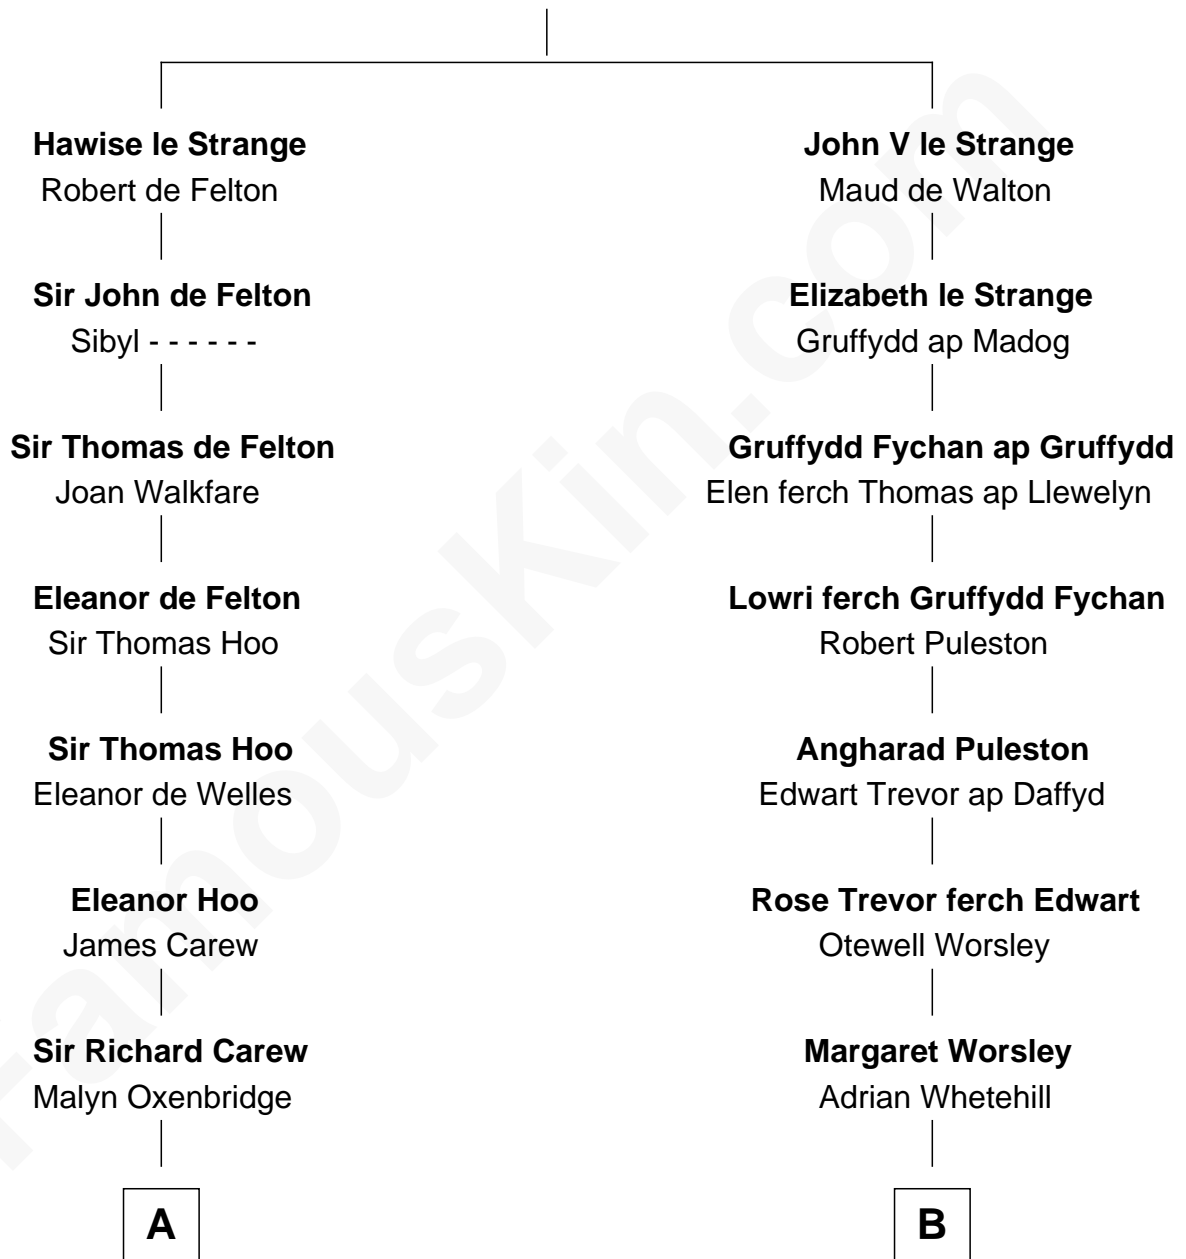 Hawise le Strange
Robert de Felton
Sir John de Felton
Sibyl - - - - - -
Sir Thomas de Felton
Joan Walkfare
Eleanor de Felton
Sir Thomas Hoo
Sir Thomas Hoo
Eleanor de Welles
Eleanor Hoo
James Carew
Sir Richard Carew
Malyn Oxenbridge
A
John V le Strange
Maud de Walton
Elizabeth le Strange
Gruffydd ap Madog
Gruffydd Fychan ap Gruffydd
Elen ferch Thomas ap Llewelyn
Lowri ferch Gruffydd Fychan
Robert Puleston
Angharad Puleston
Edwart Trevor ap Daffyd
Rose Trevor ferch Edwart
Otewell Worsley
Margaret Worsley
Adrian Whetehill
B
FamousKin.com